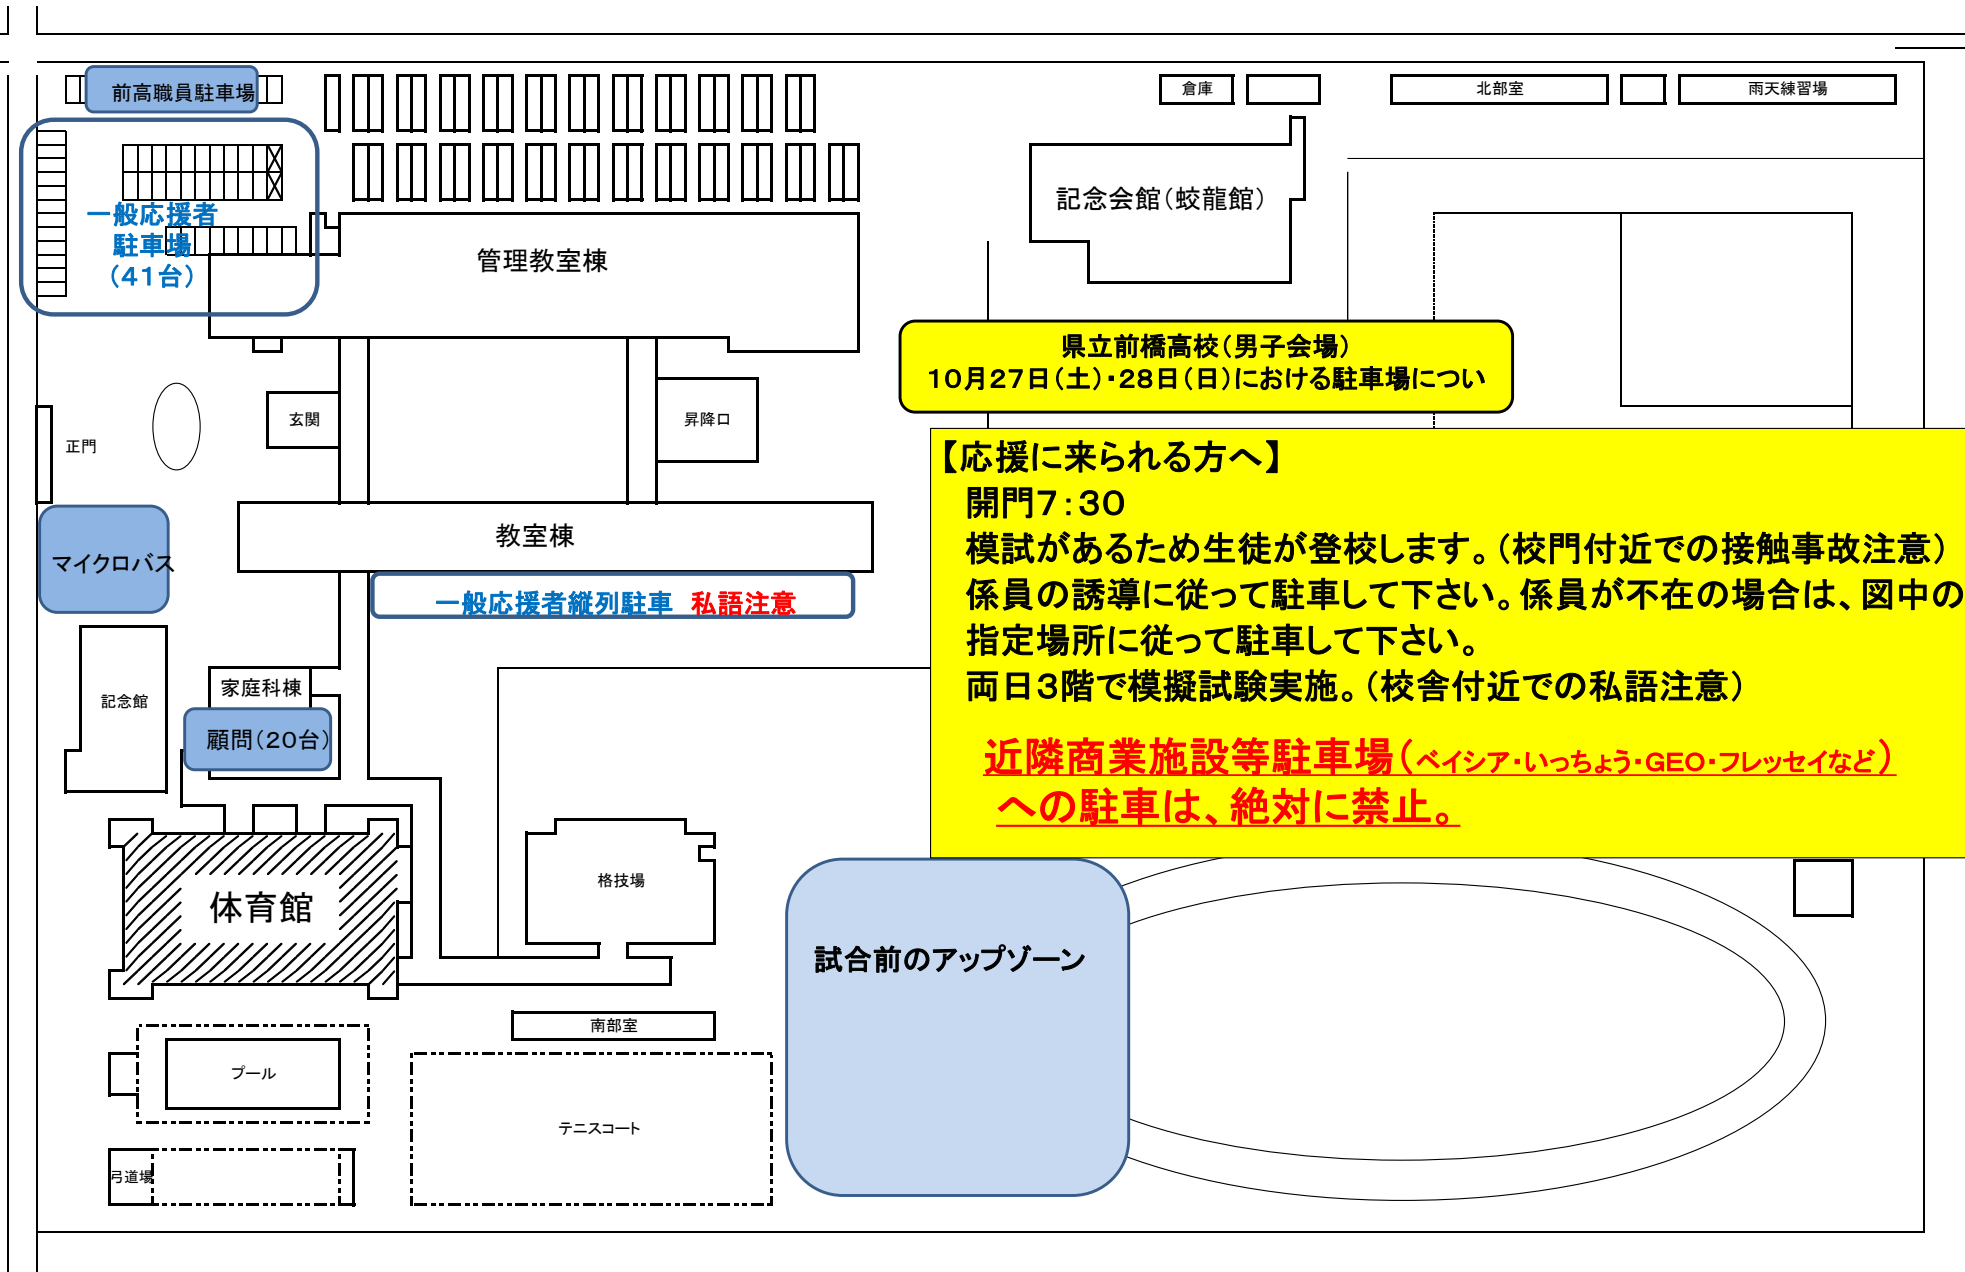 前高職員駐車場
倉庫
北部室
雨天練習場
一般応援者
駐車場
(41台)
管理教室棟
記念会館(蛟龍館)
県立前橋高校(男子会場)
10月27日(土)・28日(日)における駐車場につい
玄関
昇降口
正門
【応援に来られる方へ】
開門7:30
模試があるため生徒が登校します。(校門付近での接触事故注意)
係員の誘導に従って駐車して下さい。係員が不在の場合は、図中の
指定場所に従って駐車して下さい。
両日3階で模擬試験実施。(校舎付近での私語注意)
近隣商業施設等駐車場(ベイシア・いっちょう・GEO・フレッセイなど)
への駐車は、絶対に禁止。
教室棟
マイクロバス
一般応援者縦列駐車 私語注意
記念館
家庭科棟
顧問(20台)
体育館
格技場
試合前のアップゾーン
南部室
プール
テニスコート
弓道場